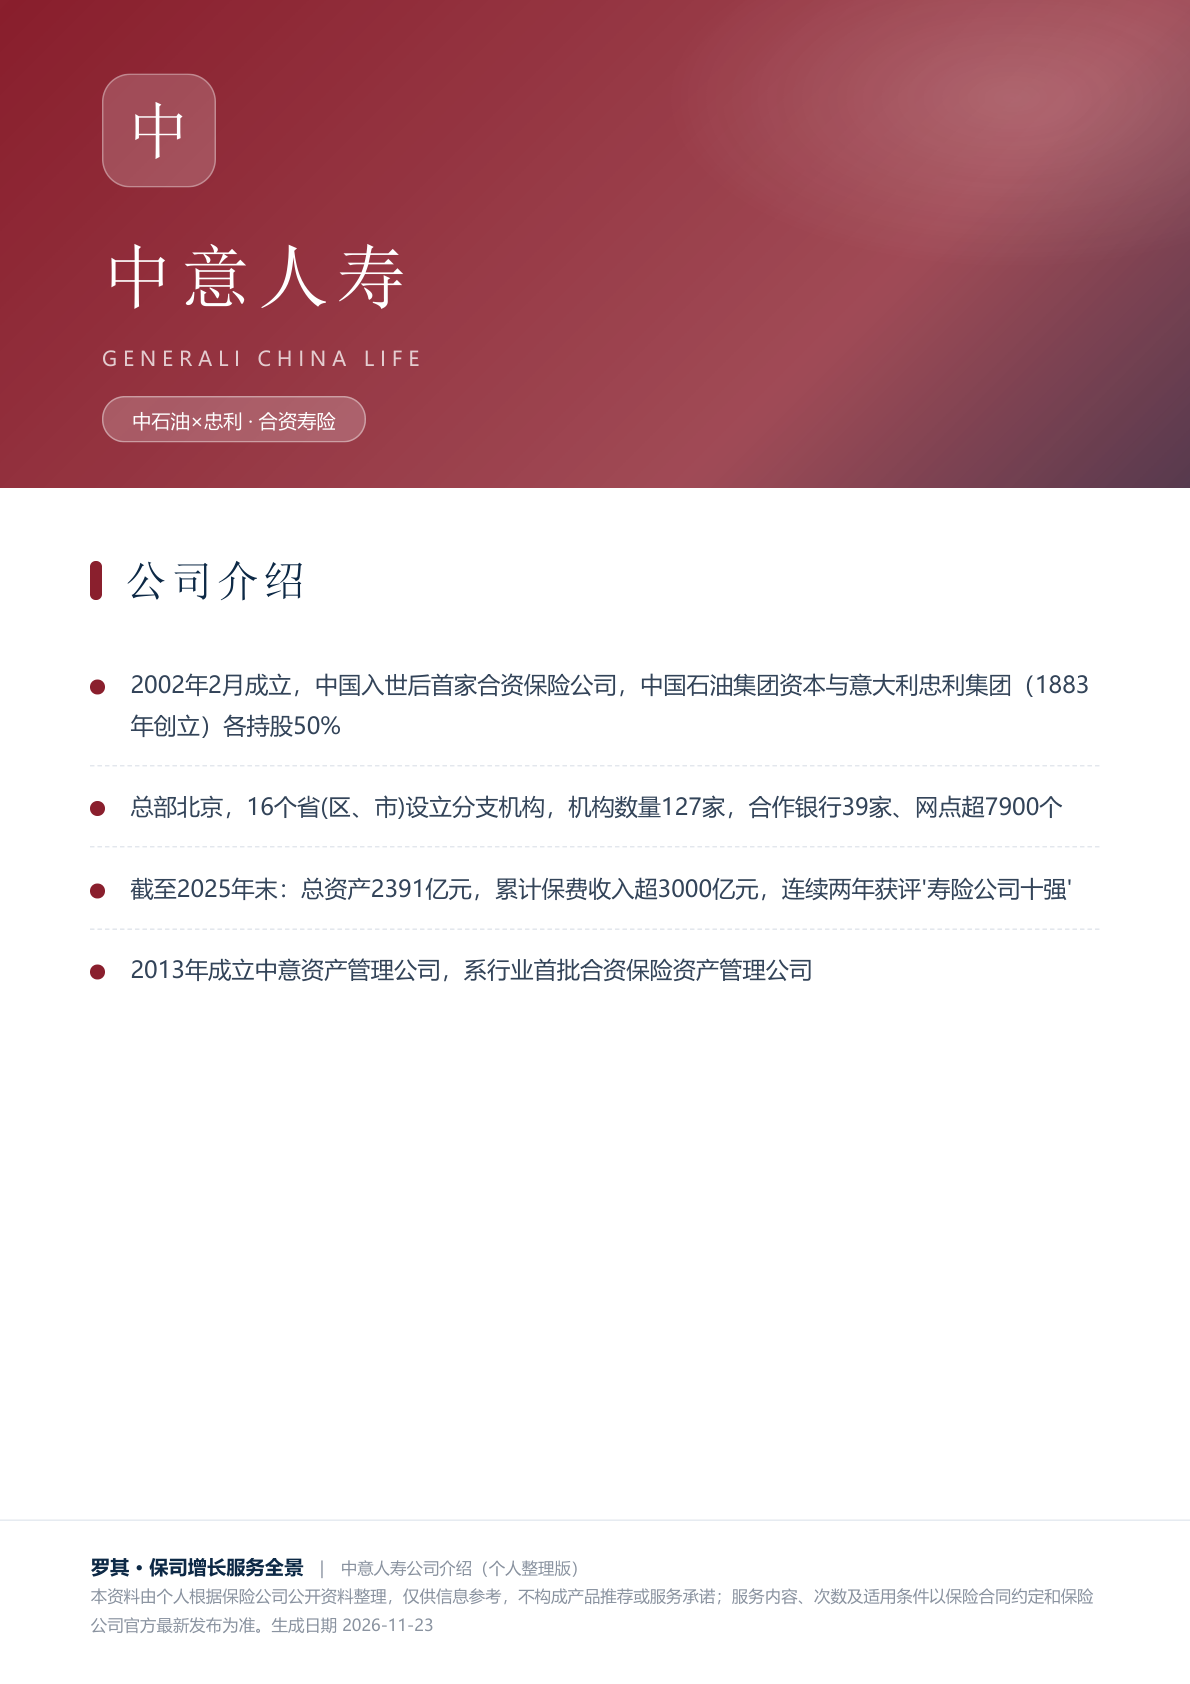 中
中意人寿
GENERALI CHINA LIFE
中石油×忠利 · 合资寿险
公司介绍
2002年2月成立，中国入世后首家合资保险公司，中国石油集团资本与意大利忠利集团（1883
年创立）各持股50%
总部北京，16个省(区、市)设立分支机构，机构数量127家，合作银行39家、网点超7900个
截至2025年末：总资产2391亿元，累计保费收入超3000亿元，连续两年获评'寿险公司十强'
2013年成立中意资产管理公司，系行业首批合资保险资产管理公司
罗其 • 保司增长服务全景 | 中意人寿公司介绍（个人整理版）
本资料由个人根据保险公司公开资料整理，仅供信息参考，不构成产品推荐或服务承诺；服务内容、次数及适用条件以保险合同约定和保险
公司官方最新发布为准。生成日期 2026-11-23